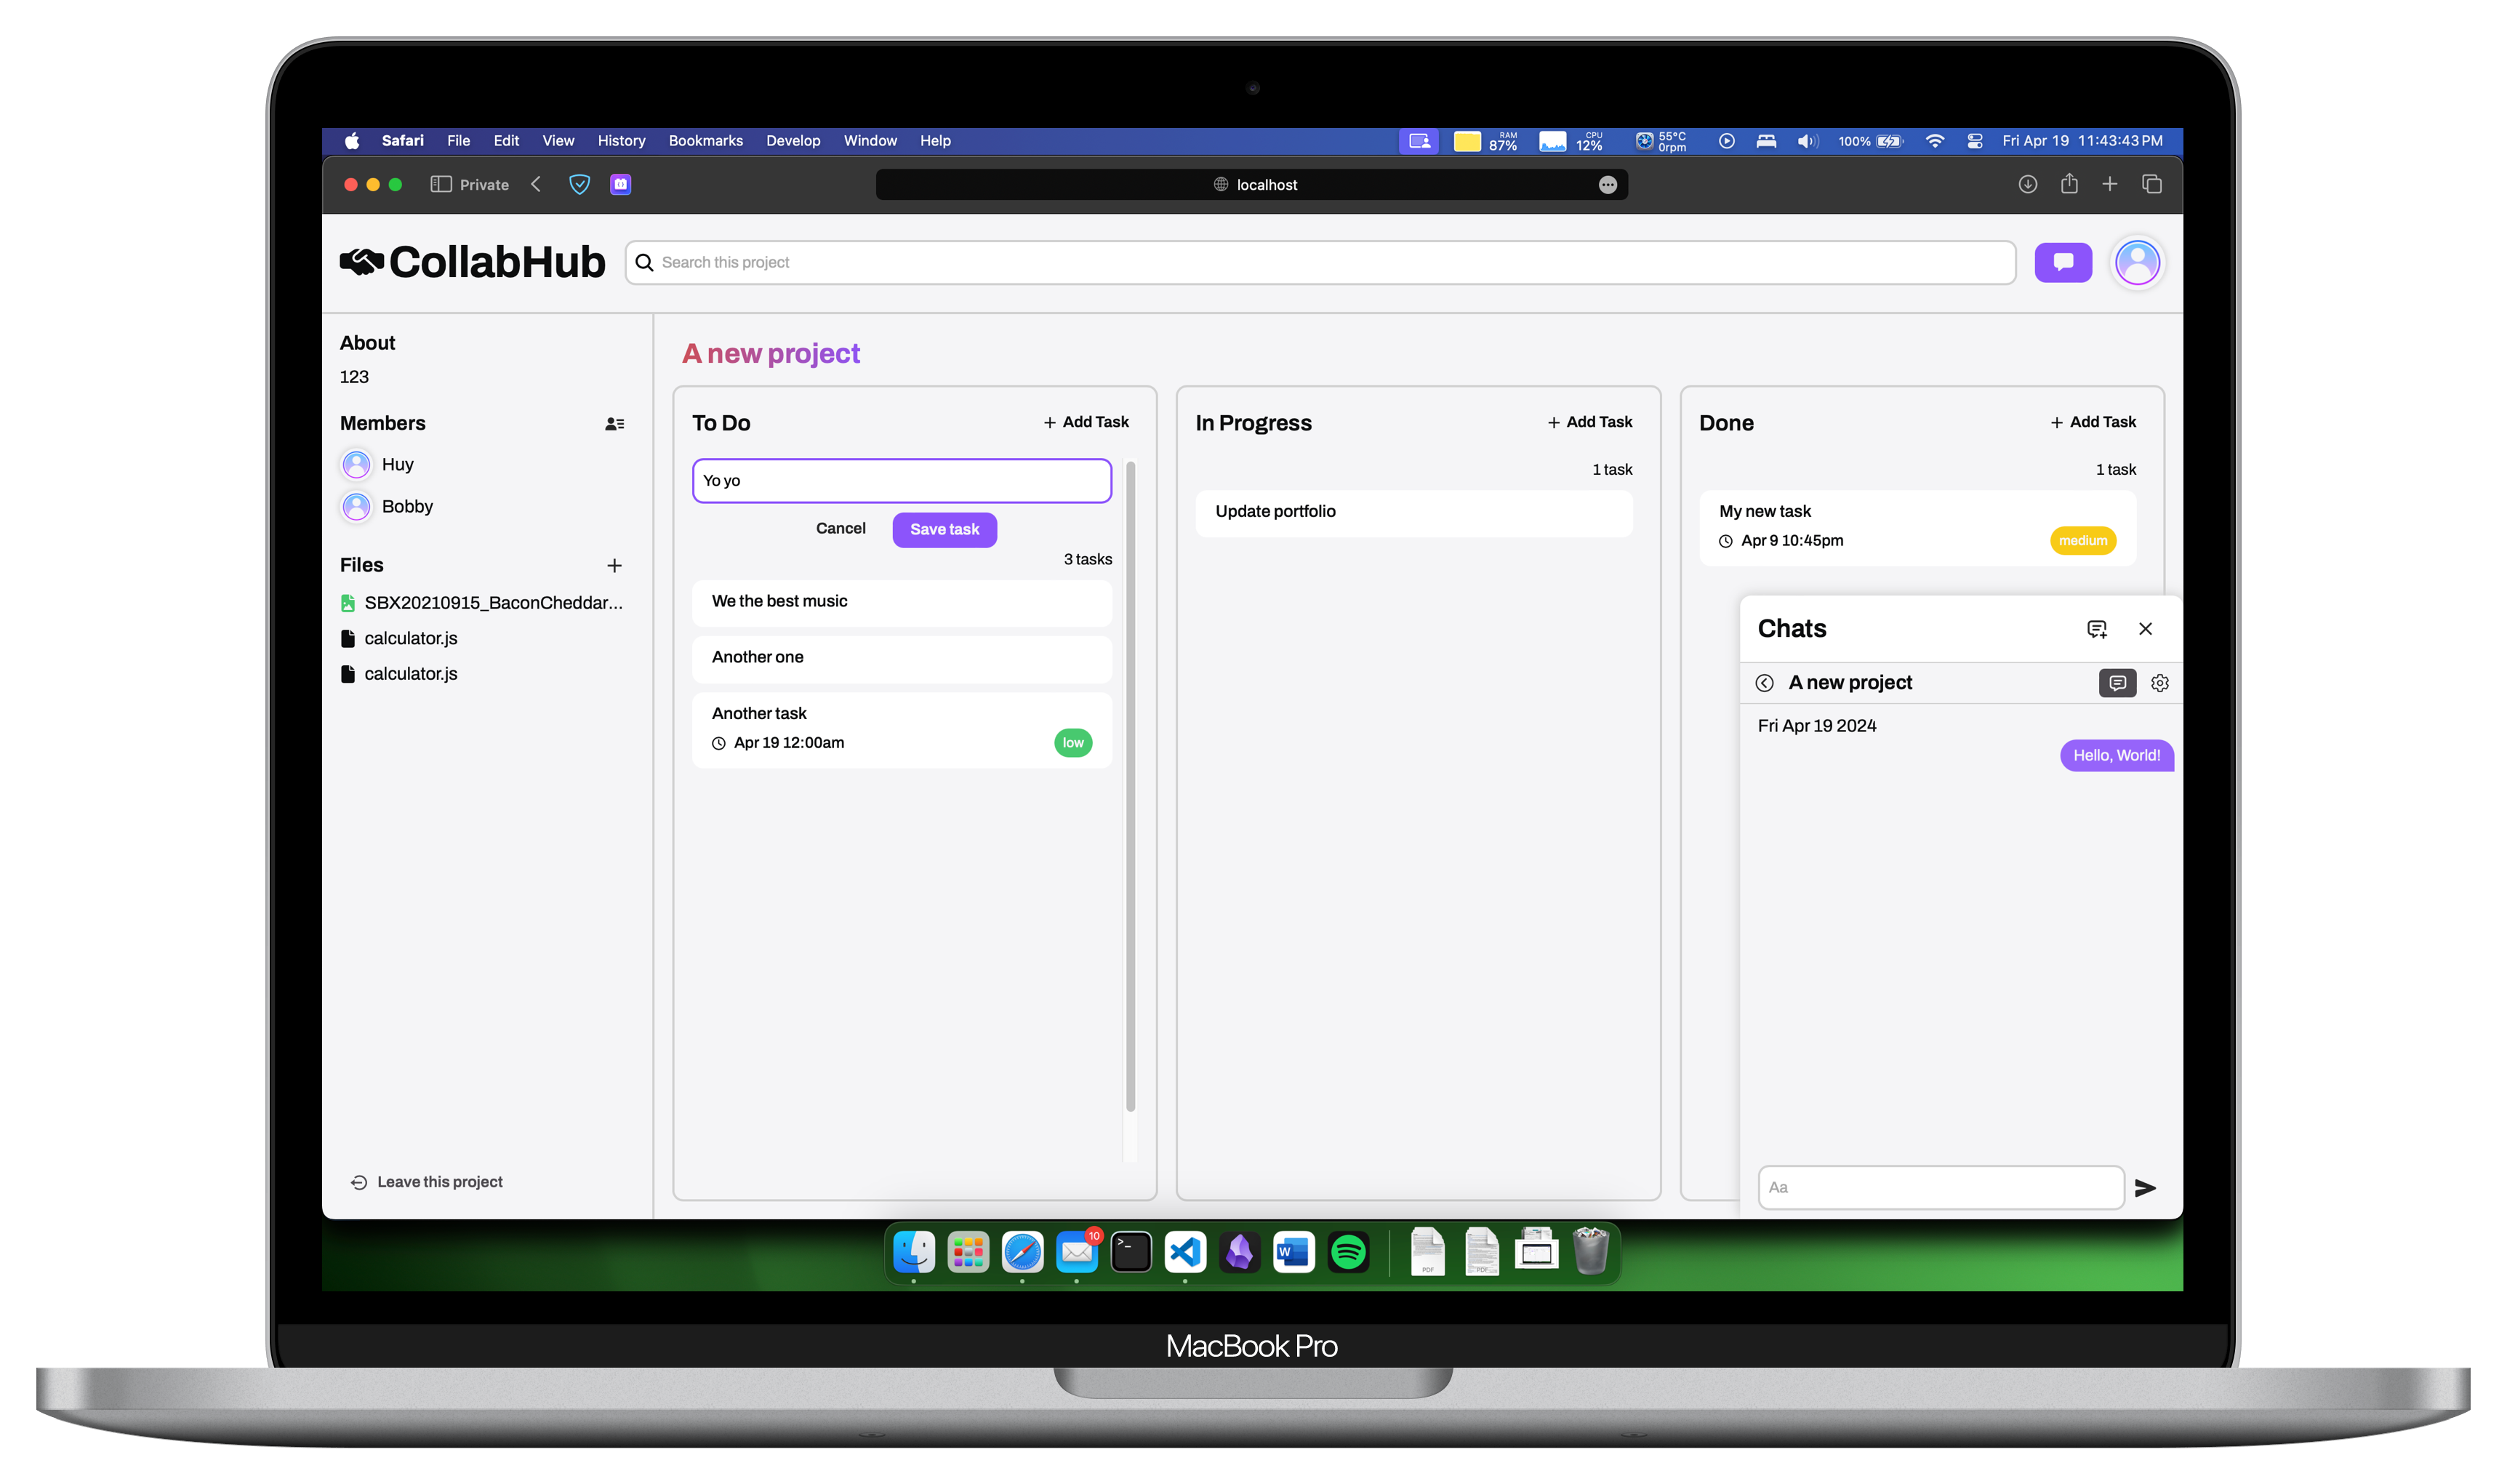 Safari File Edit View History Bookmarks Develop Window Help RAM 87% CPU 12% 55°C 0rpm 100% Fri Apr 19 11:43:43 PM
Private localhost
CollabHub Search this project
About
123
Members
Huy
Bobby
Files
SBX20210915_BaconCheddar...
calculator.js
calculator.js
Leave this project
A new project
To Do + Add Task
Yo yo
Cancel Save task
3 tasks
We the best music
Another one
Another task
Apr 19 12:00am low
In Progress + Add Task
1 task
Update portfolio
Done + Add Task
1 task
My new task
Apr 9 10:45pm medium
Chats
A new project
Fri Apr 19 2024
Hello, World!
Aa
10
W
PDF
PDF
MacBook Pro